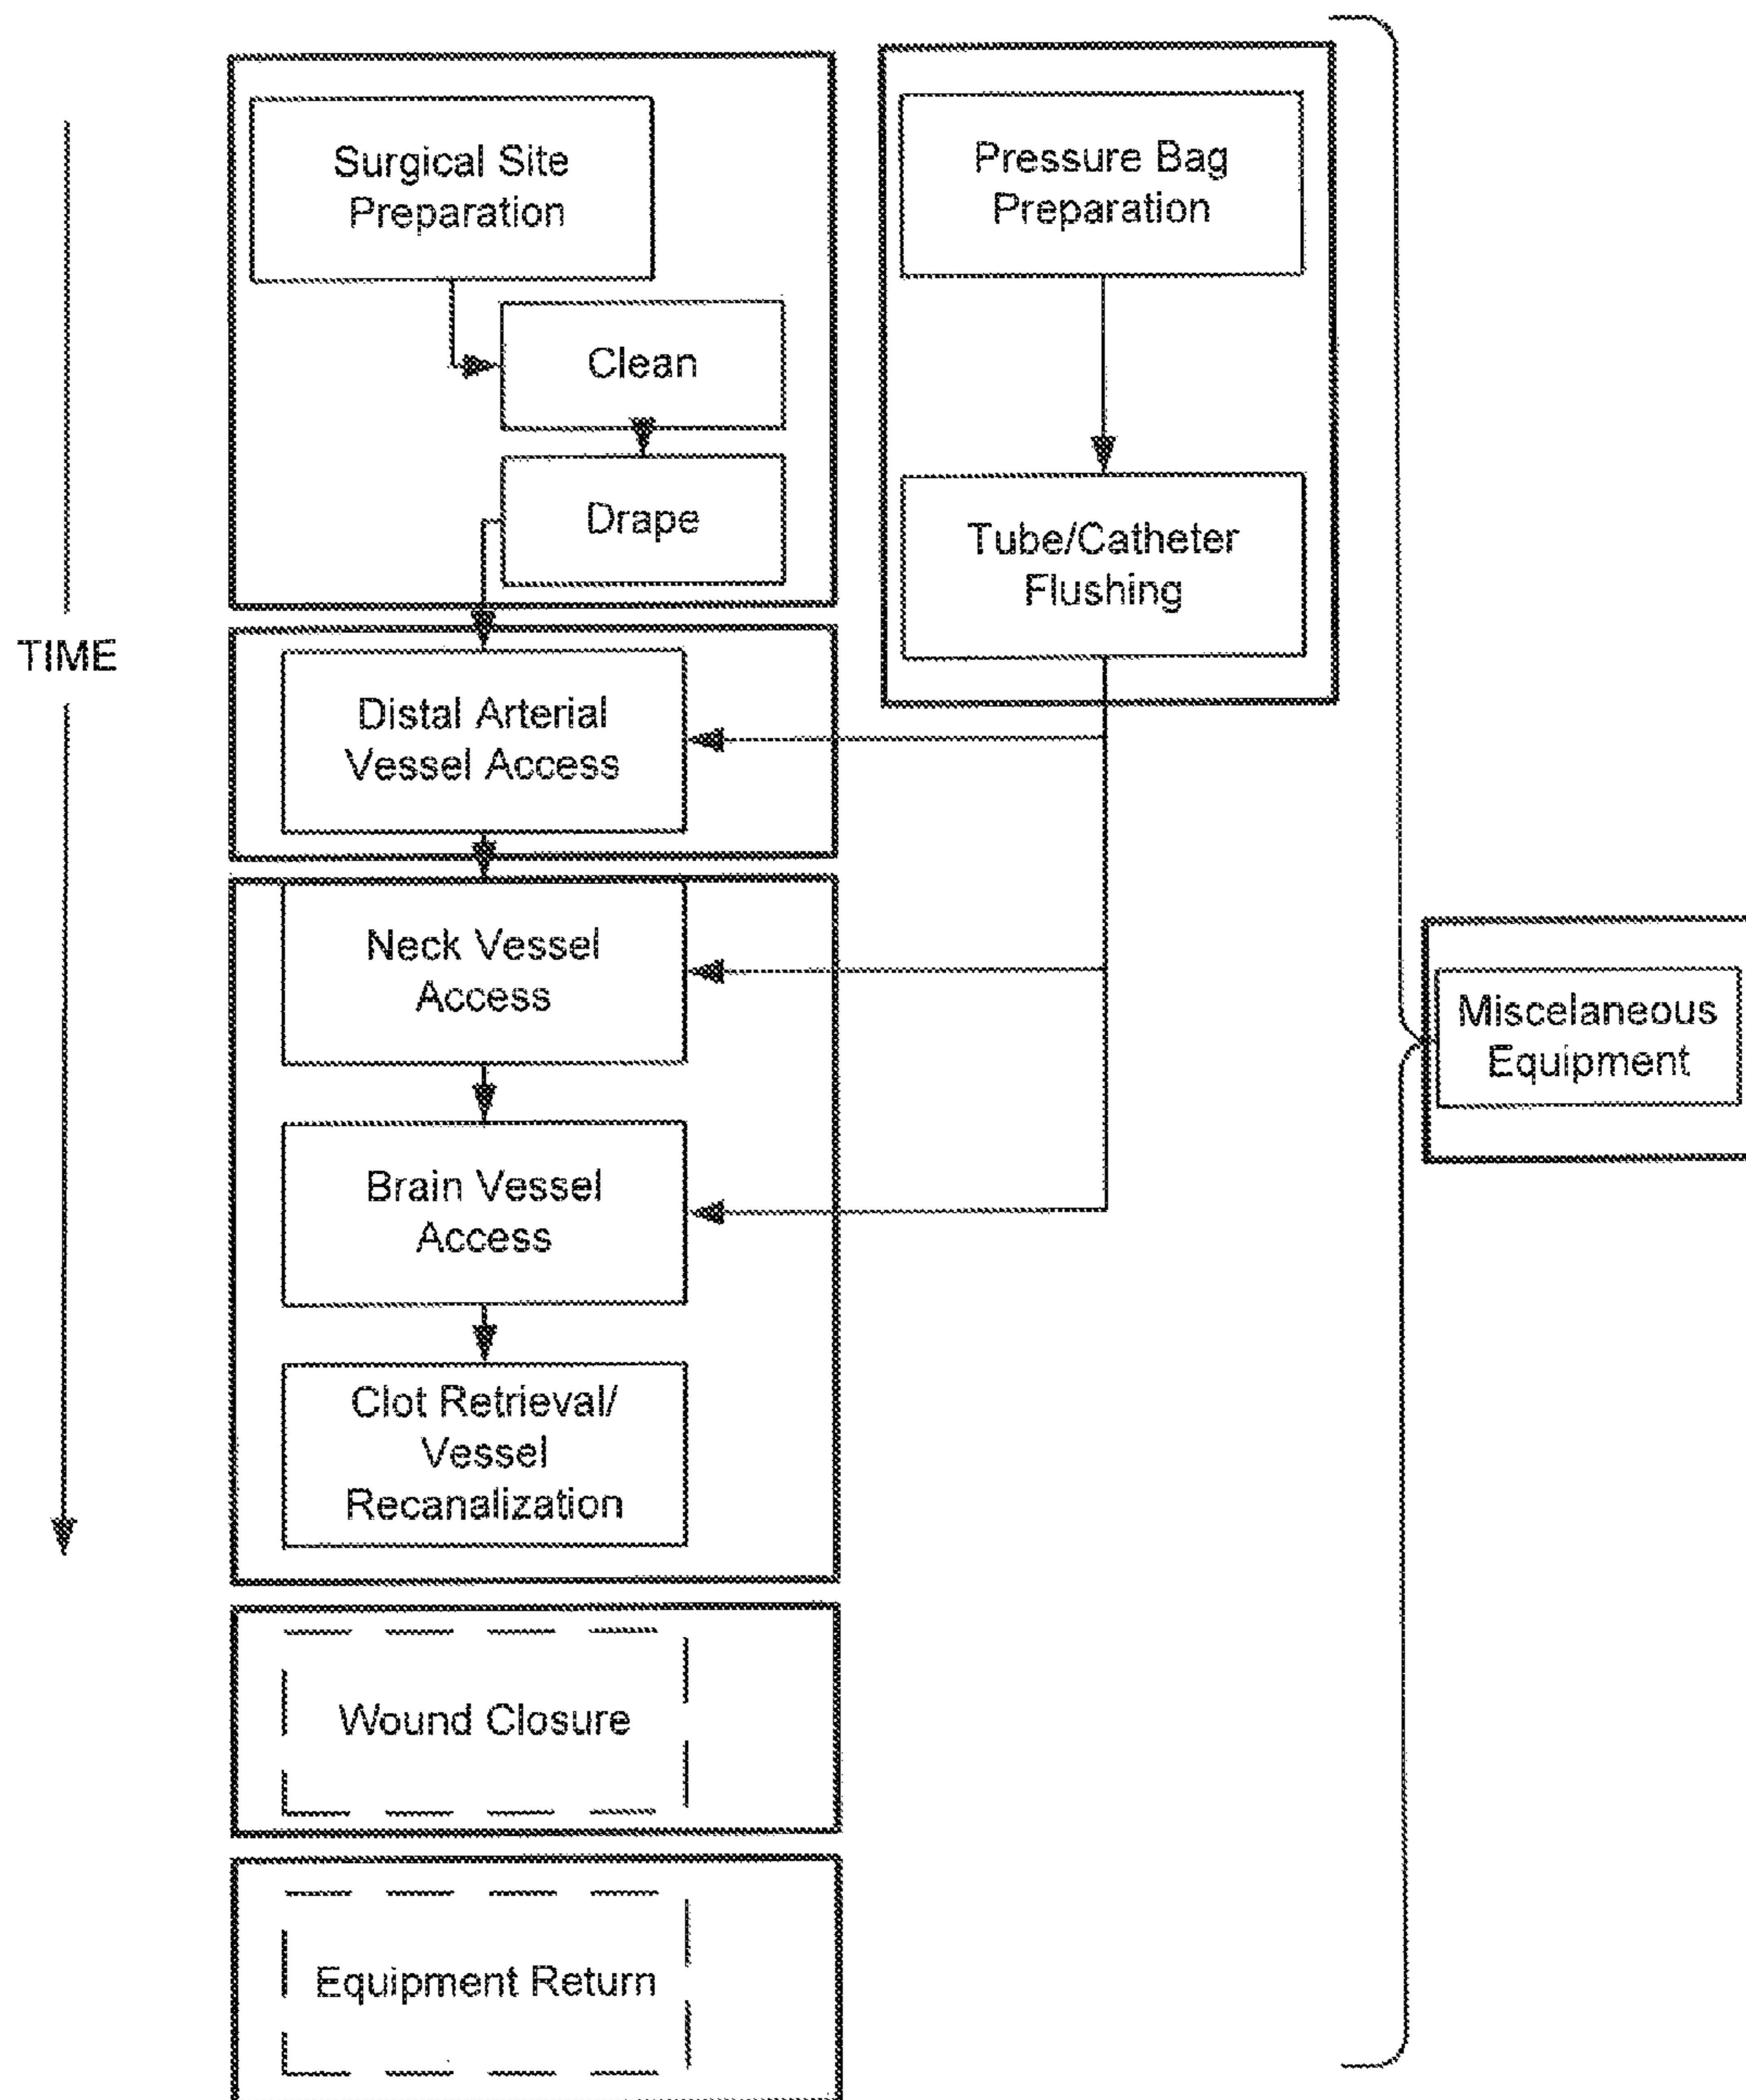 Surgical Site
Preparation
Pressure Bag
Preparation
Clean
Drape
Tube/Catheter
Flushing
TIME
Distal Arterial
Vessel Access
Neck Vessel
Access
Miscelaneous
Equipment
Brain Vessel
Access
Clot Retrieval/
Vessel
Recanalization
Wound Closure
Equipment Return